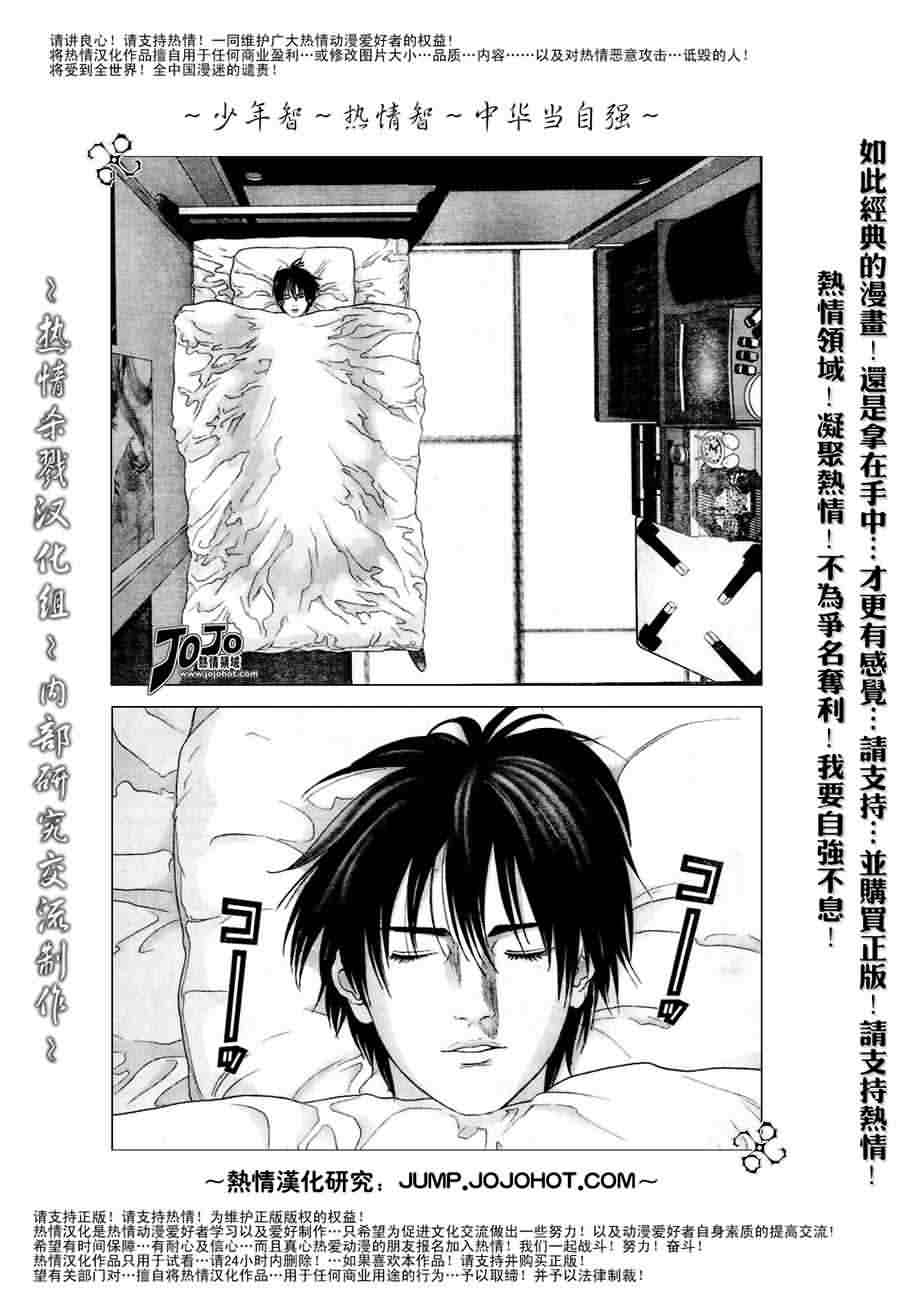 请讲良心！请支持热情！一同维护广大热情动漫爱好者的权益！
将热情汉化作品擅自用于任何商业盈利…或修改图片大小…品质…内容……以及对热情恶意攻击…诋毁的人！
将受到全世界！全中国漫迷的谴责！
～少年智～热情智～中华当自强～
如此經典的漫畫！還是拿在手中…才更有感覺…請支持…並購買正版！請支持熱情！
熱情領域！凝聚熱情！不為爭名奪利！我要自強不息！
～热情杀戮汉化组～内部研究交流制作～
JOJO
熱情領域
www.jojohot.com
コーーッ
コーーッ
～熱情漢化研究：JUMP.JOJOHOT.COM～
请支持正版！请支持热情！为维护正版版权的权益！
热情汉化是热情动漫爱好者学习以及爱好制作…只希望为促进文化交流做出一些努力！以及动漫爱好者自身素质的提高交流！
希望有时间保障…有耐心及信心…而且真心热爱动漫的朋友报名加入热情！我们一起战斗！努力！奋斗！
热情汉化作品只用于试看…请24小时内删除！…如果喜欢本作品！请支持并购买正版！
望有关部门对…擅自将热情汉化作品…用于任何商业用途的行为…予以取缔！并予以法律制裁！